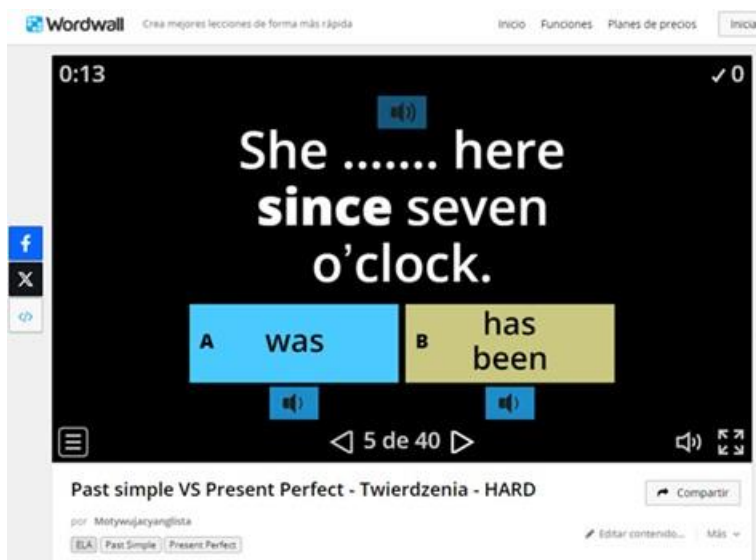 Wordwall Crea mejores lecciones de forma más rápida Inicio Funciones Planes de precios Inicia
0:13 ✓0
She ....... here
since seven
o'clock.
A was B has
been
5 de 40
Past simple VS Present Perfect - Twierdzenia - HARD
Compartir
por Motywujacyanglista
Editar contenido... Más
ELA Past Simple Present Perfect